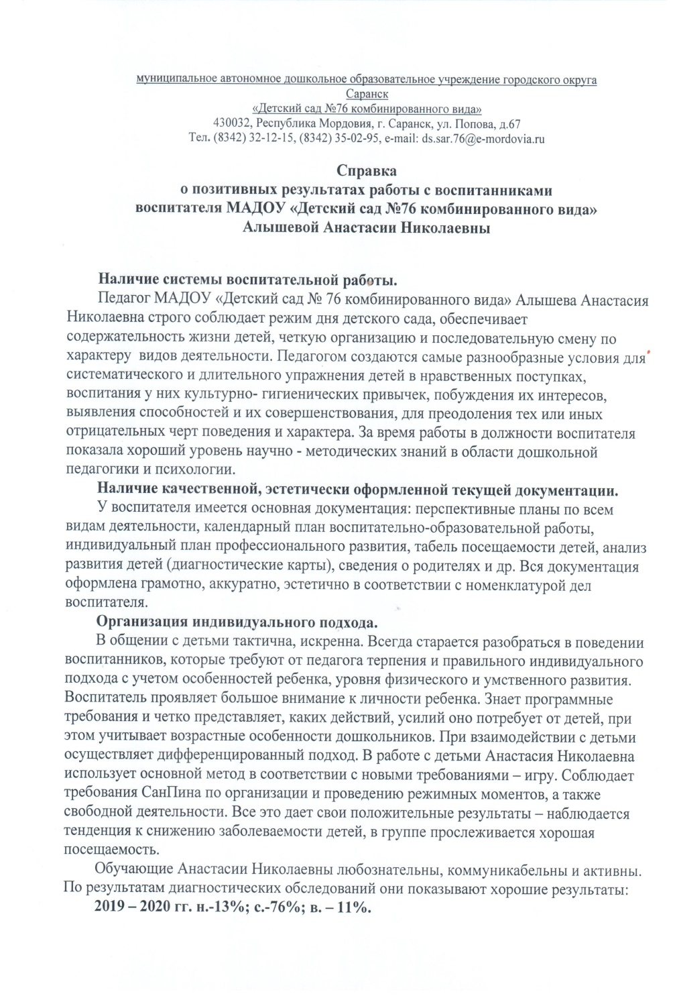 муниципальное автономное дошкольное образовательное учреждение городского округа
Саранск
«Детский сад №76 комбинированного вида»
430032, Республика Мордовия, г. Саранск, ул. Попова, д.67
Тел. (8342) 32-12-15, (8342) 35-02-95, e-mail: ds.sar.76@e-mordovia.ru
Справка
о позитивных результатах работы с воспитанниками
воспитателя МАДОУ «Детский сад №76 комбинированного вида»
Алышевой Анастасии Николаевны
Наличие системы воспитательной работы.
Педагог МАДОУ «Детский сад № 76 комбинированного вида» Алышева Анастасия
Николаевна строго соблюдает режим дня детского сада, обеспечивает
содержательность жизни детей, четкую организацию и последовательную смену по
характеру видов деятельности. Педагогом создаются самые разнообразные условия для
систематического и длительного упражнения детей в нравственных поступках,
воспитания у них культурно- гигиенических привычек, побуждения их интересов,
выявления способностей и их совершенствования, для преодоления тех или иных
отрицательных черт поведения и характера. За время работы в должности воспитателя
показала хороший уровень научно - методических знаний в области дошкольной
педагогики и психологии.
Наличие качественной, эстетически оформленной текущей документации.
У воспитателя имеется основная документация: перспективные планы по всем
видам деятельности, календарный план воспитательно-образовательной работы,
индивидуальный план профессионального развития, табель посещаемости детей, анализ
развития детей (диагностические карты), сведения о родителях и др. Вся документация
оформлена грамотно, аккуратно, эстетично в соответствии с номенклатурой дел
воспитателя.
Организация индивидуального подхода.
В общении с детьми тактична, искренна. Всегда старается разобраться в поведении
воспитанников, которые требуют от педагога терпения и правильного индивидуального
подхода с учетом особенностей ребенка, уровня физического и умственного развития.
Воспитатель проявляет большое внимание к личности ребенка. Знает программные
требования и четко представляет, каких действий, усилий оно потребует от детей, при
этом учитывает возрастные особенности дошкольников. При взаимодействии с детьми
осуществляет дифференцированный подход. В работе с детьми Анастасия Николаевна
использует основной метод в соответствии с новыми требованиями – игру. Соблюдает
требования СанПина по организации и проведению режимных моментов, а также
свободной деятельности. Все это дает свои положительные результаты – наблюдается
тенденция к снижению заболеваемости детей, в группе прослеживается хорошая
посещаемость.
Обучающие Анастасии Николаевны любознательны, коммуникабельны и активны.
По результатам диагностических обследований они показывают хорошие результаты:
2019 – 2020 гг. н.-13%; с.-76%; в. – 11%.